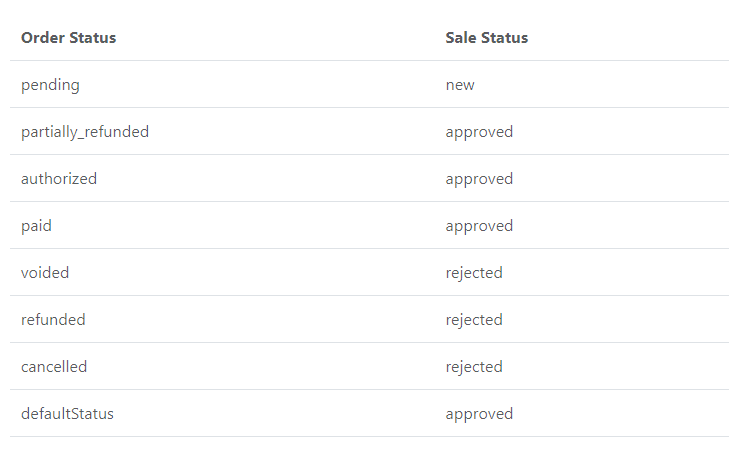 Order Status Sale Status
pending new
partially_refunded approved
authorized approved
paid approved
voided rejected
refunded rejected
cancelled rejected
defaultStatus approved